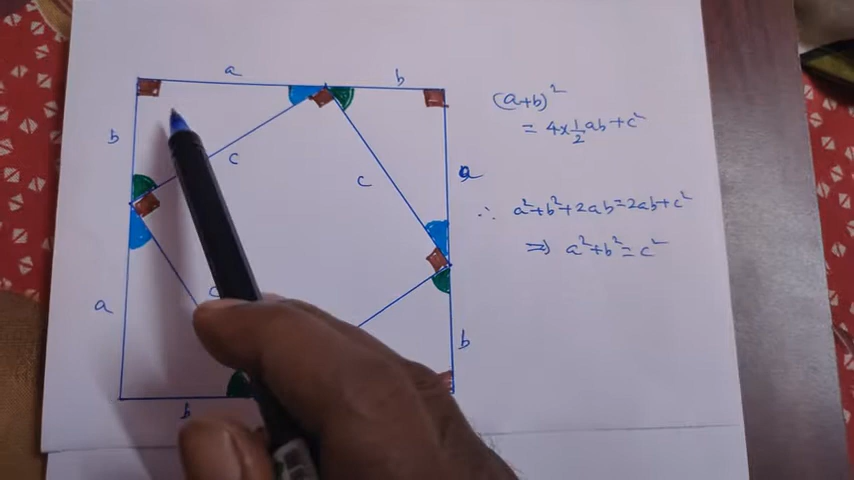 a
b
b
c
c
a
a
c
b
b
(a+b)²
= 4×½ab+c²
∴ a²+b²+2ab=2ab+c²
⇒ a²+b²=c²